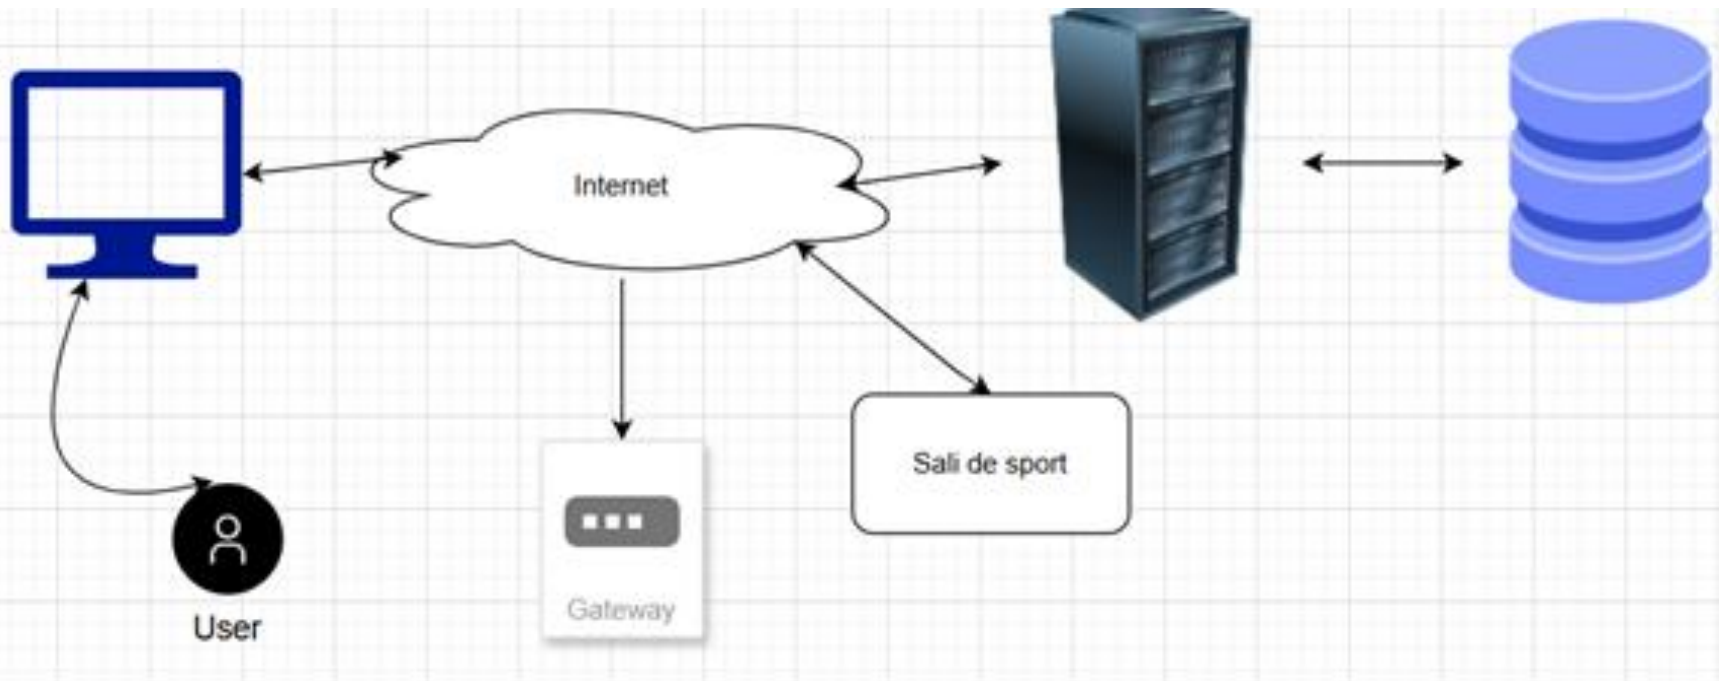 Internet
Sali de sport
Gateway
User